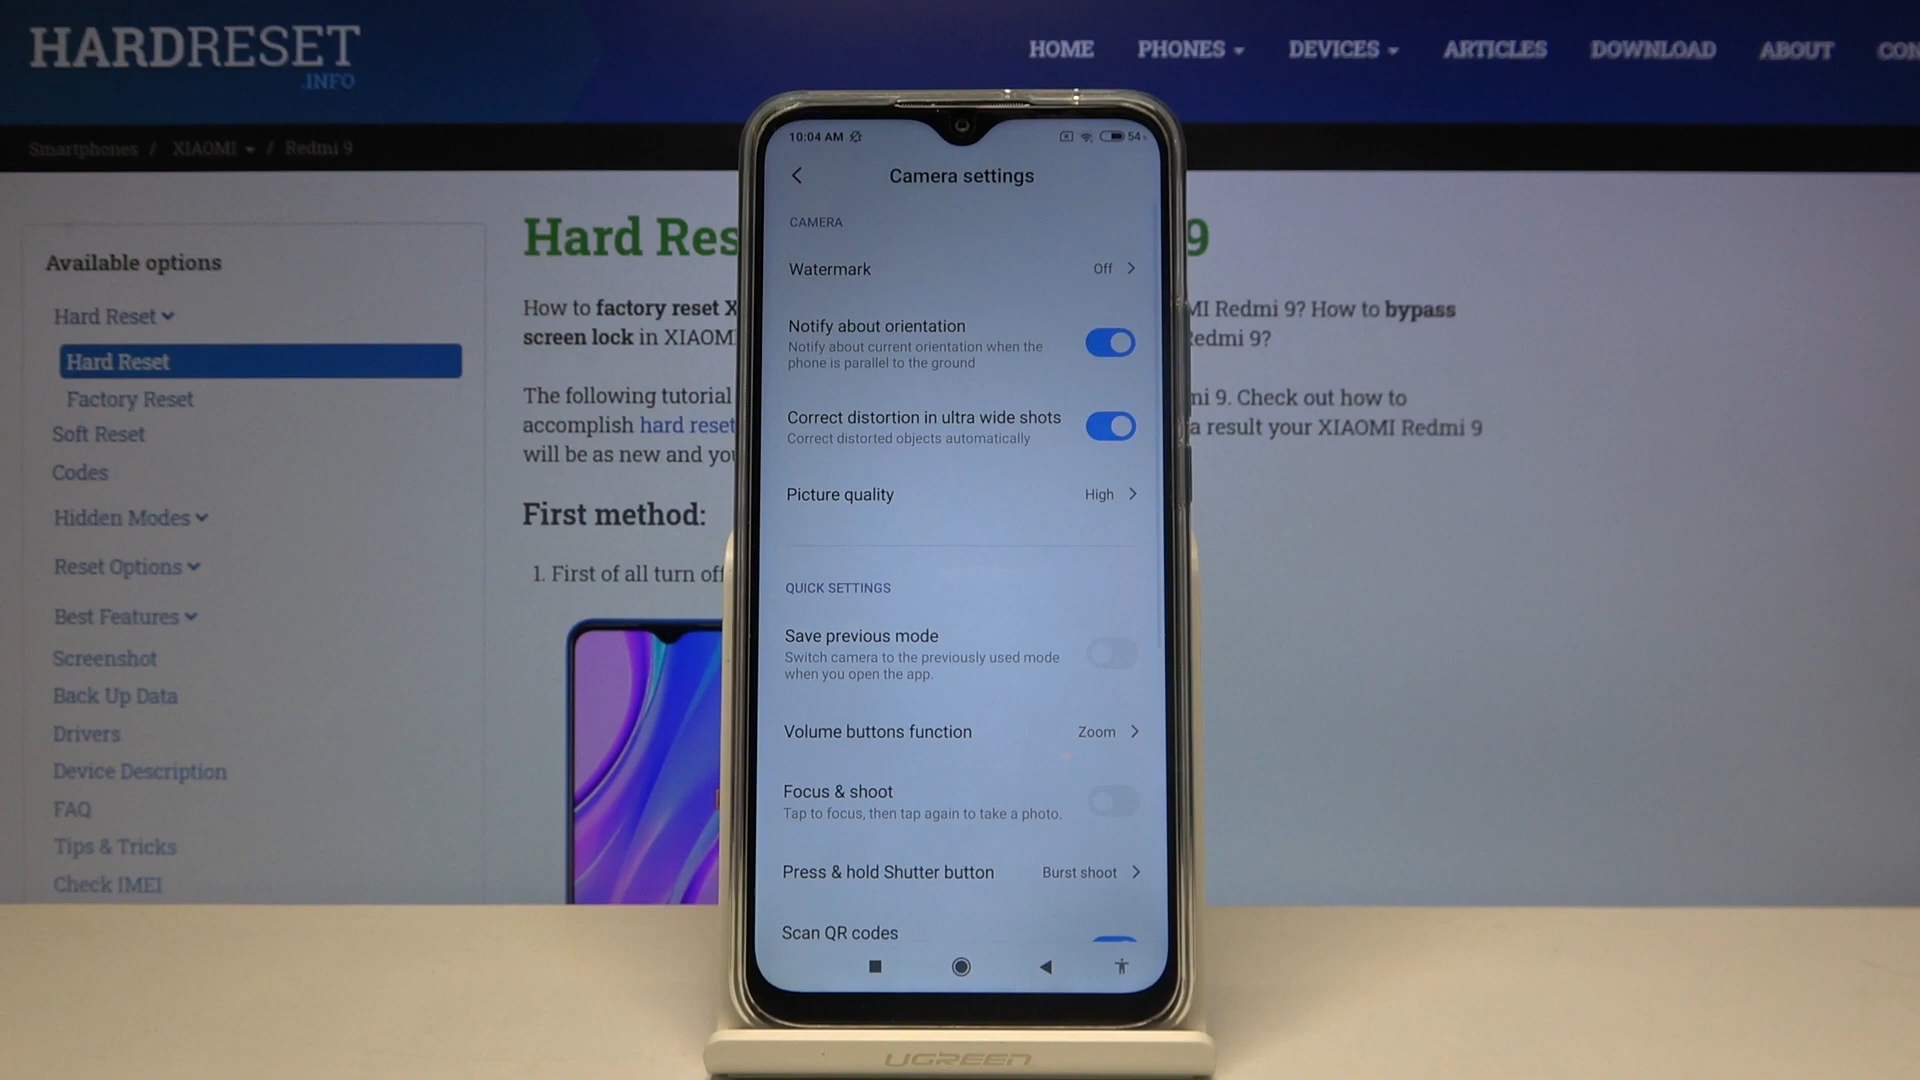 HARDRESET
.INFO
HOME PHONES DEVICES ARTICLES DOWNLOAD ABOUT CON
Smartphones / XIAOMI / Redmi 9
Available options
Hard Reset
Hard Reset
Factory Reset
Soft Reset
Codes
Hidden Modes
Reset Options
Best Features
Screenshot
Back Up Data
Drivers
Device Description
FAQ
Tips & Tricks
Check IMEI
Hard Res 9
How to factory reset X MI Redmi 9? How to bypass
screen lock in XIAOM edmi 9?
The following tutorial mi 9. Check out how to
accomplish hard reset a result your XIAOMI Redmi 9
will be as new and you
First method:
1. First of all turn off
10:04 AM 54
Camera settings
CAMERA
Watermark Off
Notify about orientation
Notify about current orientation when the
phone is parallel to the ground
Correct distortion in ultra wide shots
Correct distorted objects automatically
Picture quality High
QUICK SETTINGS
Save previous mode
Switch camera to the previously used mode
when you open the app.
Volume buttons function Zoom
Focus & shoot
Tap to focus, then tap again to take a photo.
Press & hold Shutter button Burst shoot
Scan QR codes
UGREEN